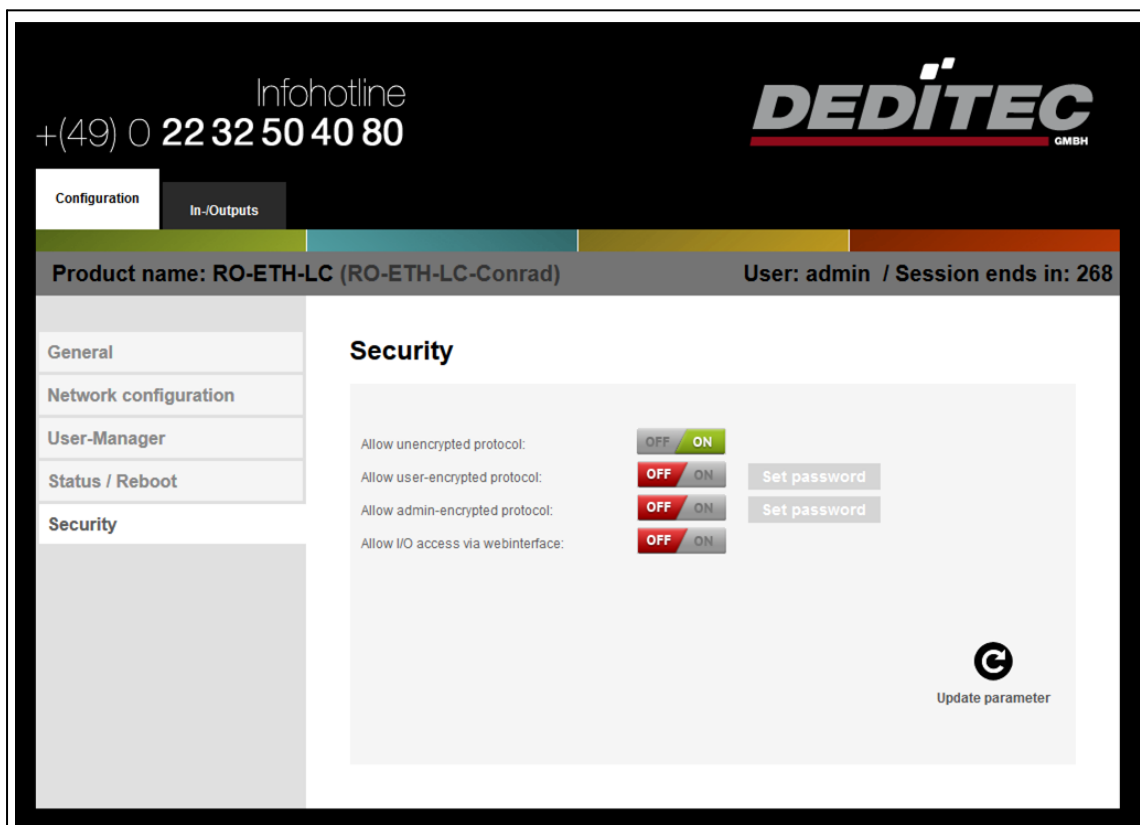 Infohotline
+(49) 0 22 32 50 40 80
DEDITEC
GMBH
Configuration
In-/Outputs
Product name: RO-ETH-LC (RO-ETH-LC-Conrad) User: admin / Session ends in: 268
General
Network configuration
User-Manager
Status / Reboot
Security
Security
Allow unencrypted protocol: OFF ON
Allow user-encrypted protocol: OFF ON Set password
Allow admin-encrypted protocol: OFF ON Set password
Allow I/O access via webinterface: OFF ON
Update parameter